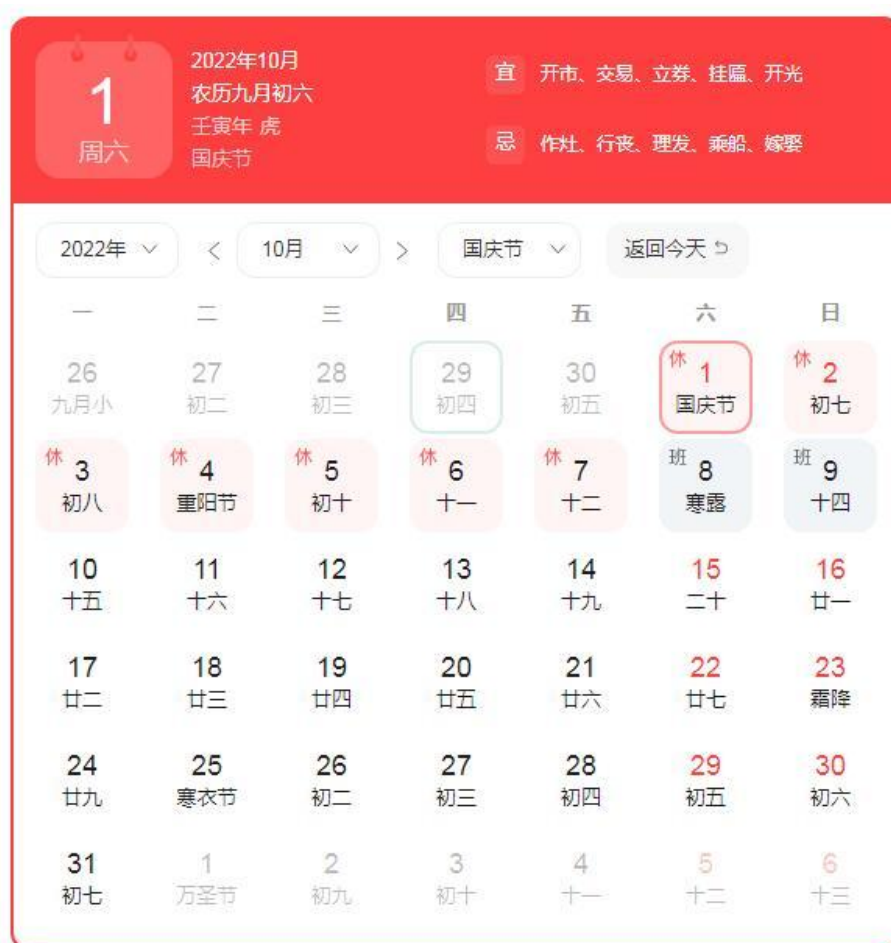 1
周六
2022年10月
农历九月初六
壬寅年 虎
国庆节
宜 开市、交易、立券、挂匾、开光
忌 作灶、行丧、理发、乘船、嫁娶
2022年 10月 国庆节 返回今天
一 二 三 四 五 六 日
26 27 28 29 30 休 1 休 2
九月小 初二 初三 初四 初五 国庆节 初七
休 3 休 4 休 5 休 6 休 7 班 8 班 9
初八 重阳节 初十 十一 十二 寒露 十四
10 11 12 13 14 15 16
十五 十六 十七 十八 十九 二十 廿一
17 18 19 20 21 22 23
廿二 廿三 廿四 廿五 廿六 廿七 霜降
24 25 26 27 28 29 30
廿九 寒衣节 初二 初三 初四 初五 初六
31 1 2 3 4 5 6
初七 万圣节 初九 初十 十一 十二 十三